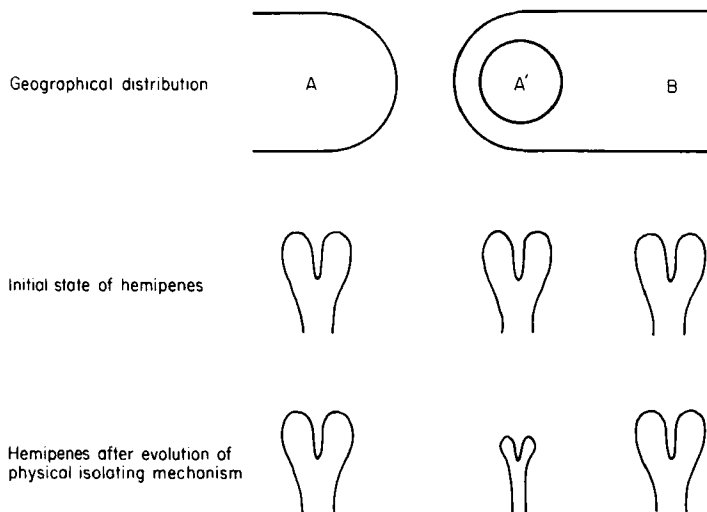 Geographical distribution
A
A′
B
Initial state of hemipenes
Hemipenes after evolution of
physical isolating mechanism